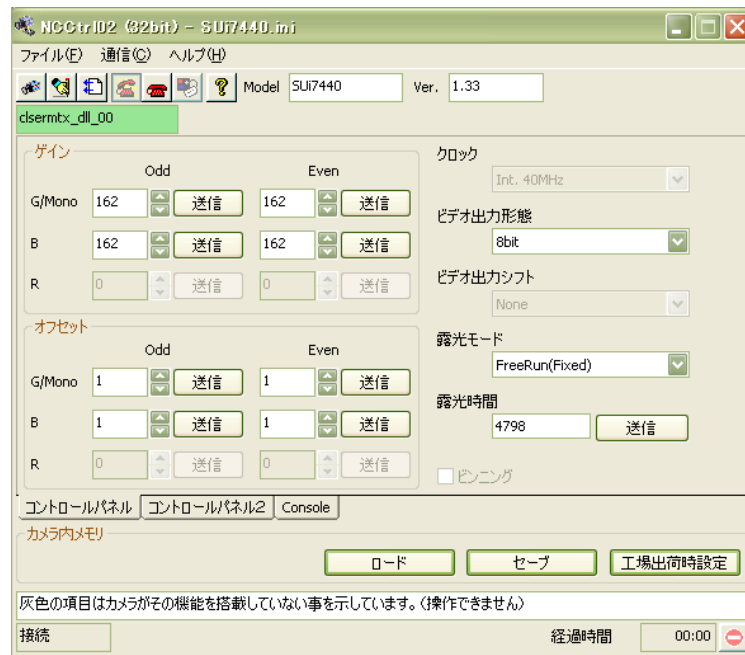 NCCtrlD2 (32bit) - SUi7440.ini
ファイル(F) 通信(C) ヘルプ(H)
Model SUi7440 Ver. 1.33
clsermtx_dll_00
ゲイン
Odd Even
G/Mono 162 送信 162 送信
B 162 送信 162 送信
R 0 送信 0 送信
オフセット
Odd Even
G/Mono 1 送信 1 送信
B 1 送信 1 送信
R 0 送信 0 送信
クロック
Int. 40MHz
ビデオ出力形態
8bit
ビデオ出力シフト
None
露光モード
FreeRun(Fixed)
露光時間
4798 送信
ビンニング
コントロールパネル コントロールパネル2 Console
カメラ内メモリ
ロード セーブ 工場出荷時設定
灰色の項目はカメラがその機能を搭載していない事を示しています。(操作できません)
接続 経過時間 00:00